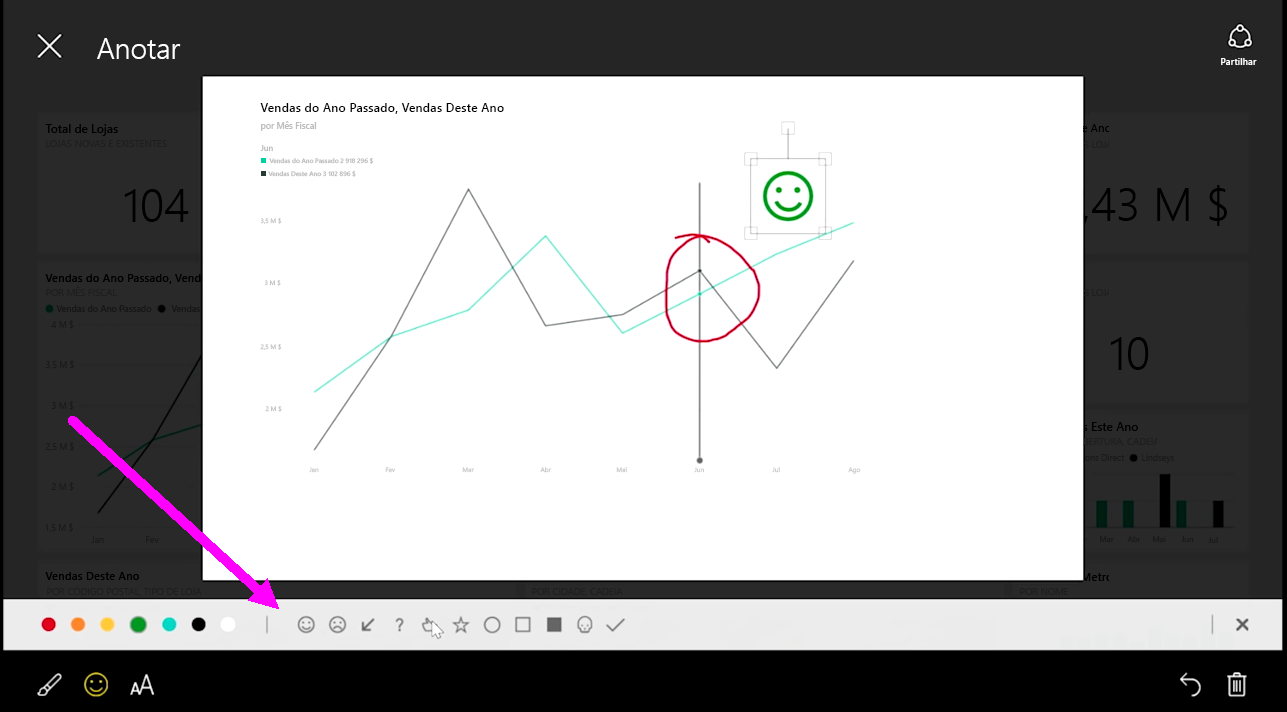 Anotar
Partilhar
Total de Lojas
LOJAS NOVAS E EXISTENTES
104
Vendas do Ano Passado, Vendas Deste Ano
por Mês Fiscal
Jun
Vendas do Ano Passado 2 918 296 $
Vendas Deste Ano 3 102 896 $
3,5 M $
3 M $
2,5 M $
2 M $
Jan Fev Mar Abr Mai Jun Jul Ago
,43 M $
10
Vendas do Ano Passado, Vend
POR MÊS FISCAL
Vendas do Ano Passado Vendas
4 M $
3,5 M $
3 M $
2,5 M $
2 M $
1,5 M $
Jan Fev
s Este Ano
ERTURA, CADEIA
ons Direct Lindseys
Mar Abr Mai Jun Jul
Vendas Deste Ano
POR CÓDIGO POSTAL, TIPO DE LOJA
POR CIDADE, CADEIA
Metro
POR NOME
?
AA